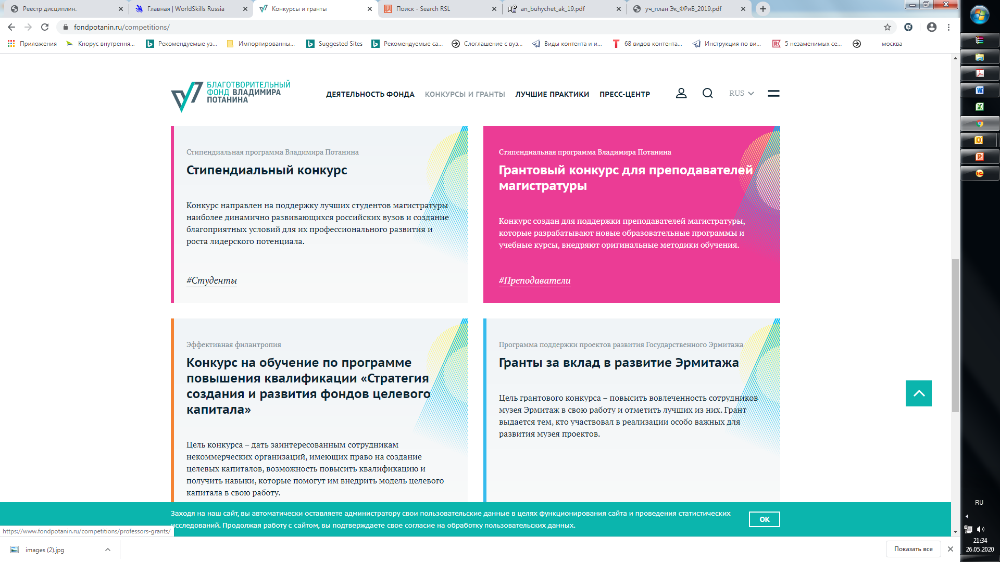 Реестр дисциплин.
Главная | WorldSkills Russia
Конкурсы и гранты
Поиск - Search RSL
an_buhychet_ak_19.pdf
уч_план Эк_ФРиБ_2019.pdf
fondpotanin.ru/competitions/
Приложения
Кнорус внутрення...
Рекомендуемые уз...
Импортированны...
Suggested Sites
Рекомендуемые са...
Слоглашение с вуз...
Виды контента и и...
68 видов контента...
Инструкция по ви...
5 незаменимых се...
москва
БЛАГОТВОРИТЕЛЬНЫЙ
ФОНД ВЛАДИМИРА
ПОТАНИНА
ДЕЯТЕЛЬНОСТЬ ФОНДА
КОНКУРСЫ И ГРАНТЫ
ЛУЧШИЕ ПРАКТИКИ
ПРЕСС-ЦЕНТР
RUS
Стипендиальная программа Владимира Потанина
Стипендиальный конкурс
Конкурс направлен на поддержку лучших студентов магистратуры
наиболее динамично развивающихся российских вузов и создание
благоприятных условий для их профессионального развития и
роста лидерского потенциала.
#Студенты
Стипендиальная программа Владимира Потанина
Грантовый конкурс для преподавателей
магистратуры
Конкурс создан для поддержки преподавателей магистратуры,
которые разрабатывают новые образовательные программы и
учебные курсы, внедряют оригинальные методики обучения.
#Преподаватели
Эффективная филантропия
Конкурс на обучение по программе
повышения квалификации «Стратегия
создания и развития фондов целевого
капитала»
Цель конкурса – дать заинтересованным сотрудникам
некоммерческих организаций, имеющих право на создание
целевых капиталов, возможность повысить квалификацию и
получить навыки, которые помогут им внедрить модель целевого
капитала в свою работу.
Программа поддержки проектов развития Государственного Эрмитажа
Гранты за вклад в развитие Эрмитажа
Цель грантового конкурса – повысить вовлеченность сотрудников
музея Эрмитаж в свою работу и отметить лучших из них. Грант
выдается тем, кто участвовал в реализации особо важных для
развития музея проектов.
Заходя на наш сайт, вы автоматически оставляете администратору свои пользовательские данные в целях функционирования сайта и проведения статистических
исследований. Продолжая работу с сайтом, вы подтверждаете свое согласие на обработку пользовательских данных.
OK
https://www.fondpotanin.ru/competitions/professors-grants/
images (2).jpg
Показать все
RU
21:34
26.05.2020